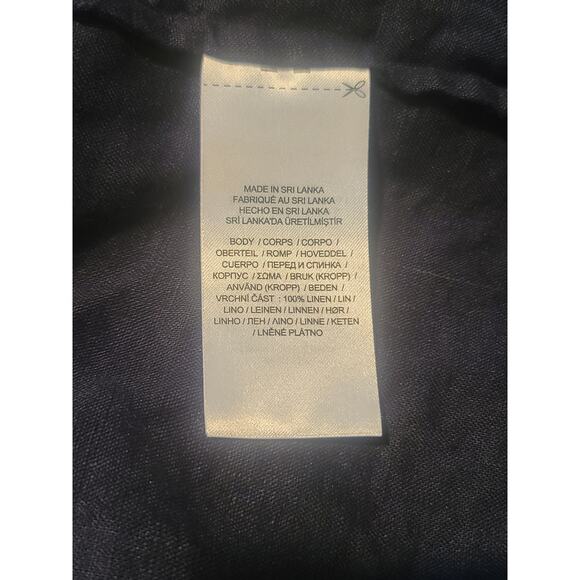 MADE IN SRI LANKA
FABRIQUÉ AU SRI LANKA
HECHO EN SRI LANKA
SRİ LANKA'DA ÜRETİLMİŞTİR
BODY / CORPS / CORPO /
OBERTEIL / ROMP / HOVEDDEL /
CUERPO / ПЕРЕД И СПИНКА /
КОРПУС / ΣΩΜΑ / BRUK (KROPP) /
ANVÄND (KROPP) / BEDEN /
VRCHNÍ ČÁST : 100% LINEN / LIN /
LINO / LEINEN / LINNEN / HØR /
LINHO / ЛЕН / ΛΙΝΟ / LINNE / KETEN
/ LNĚNÉ PLÁTNO